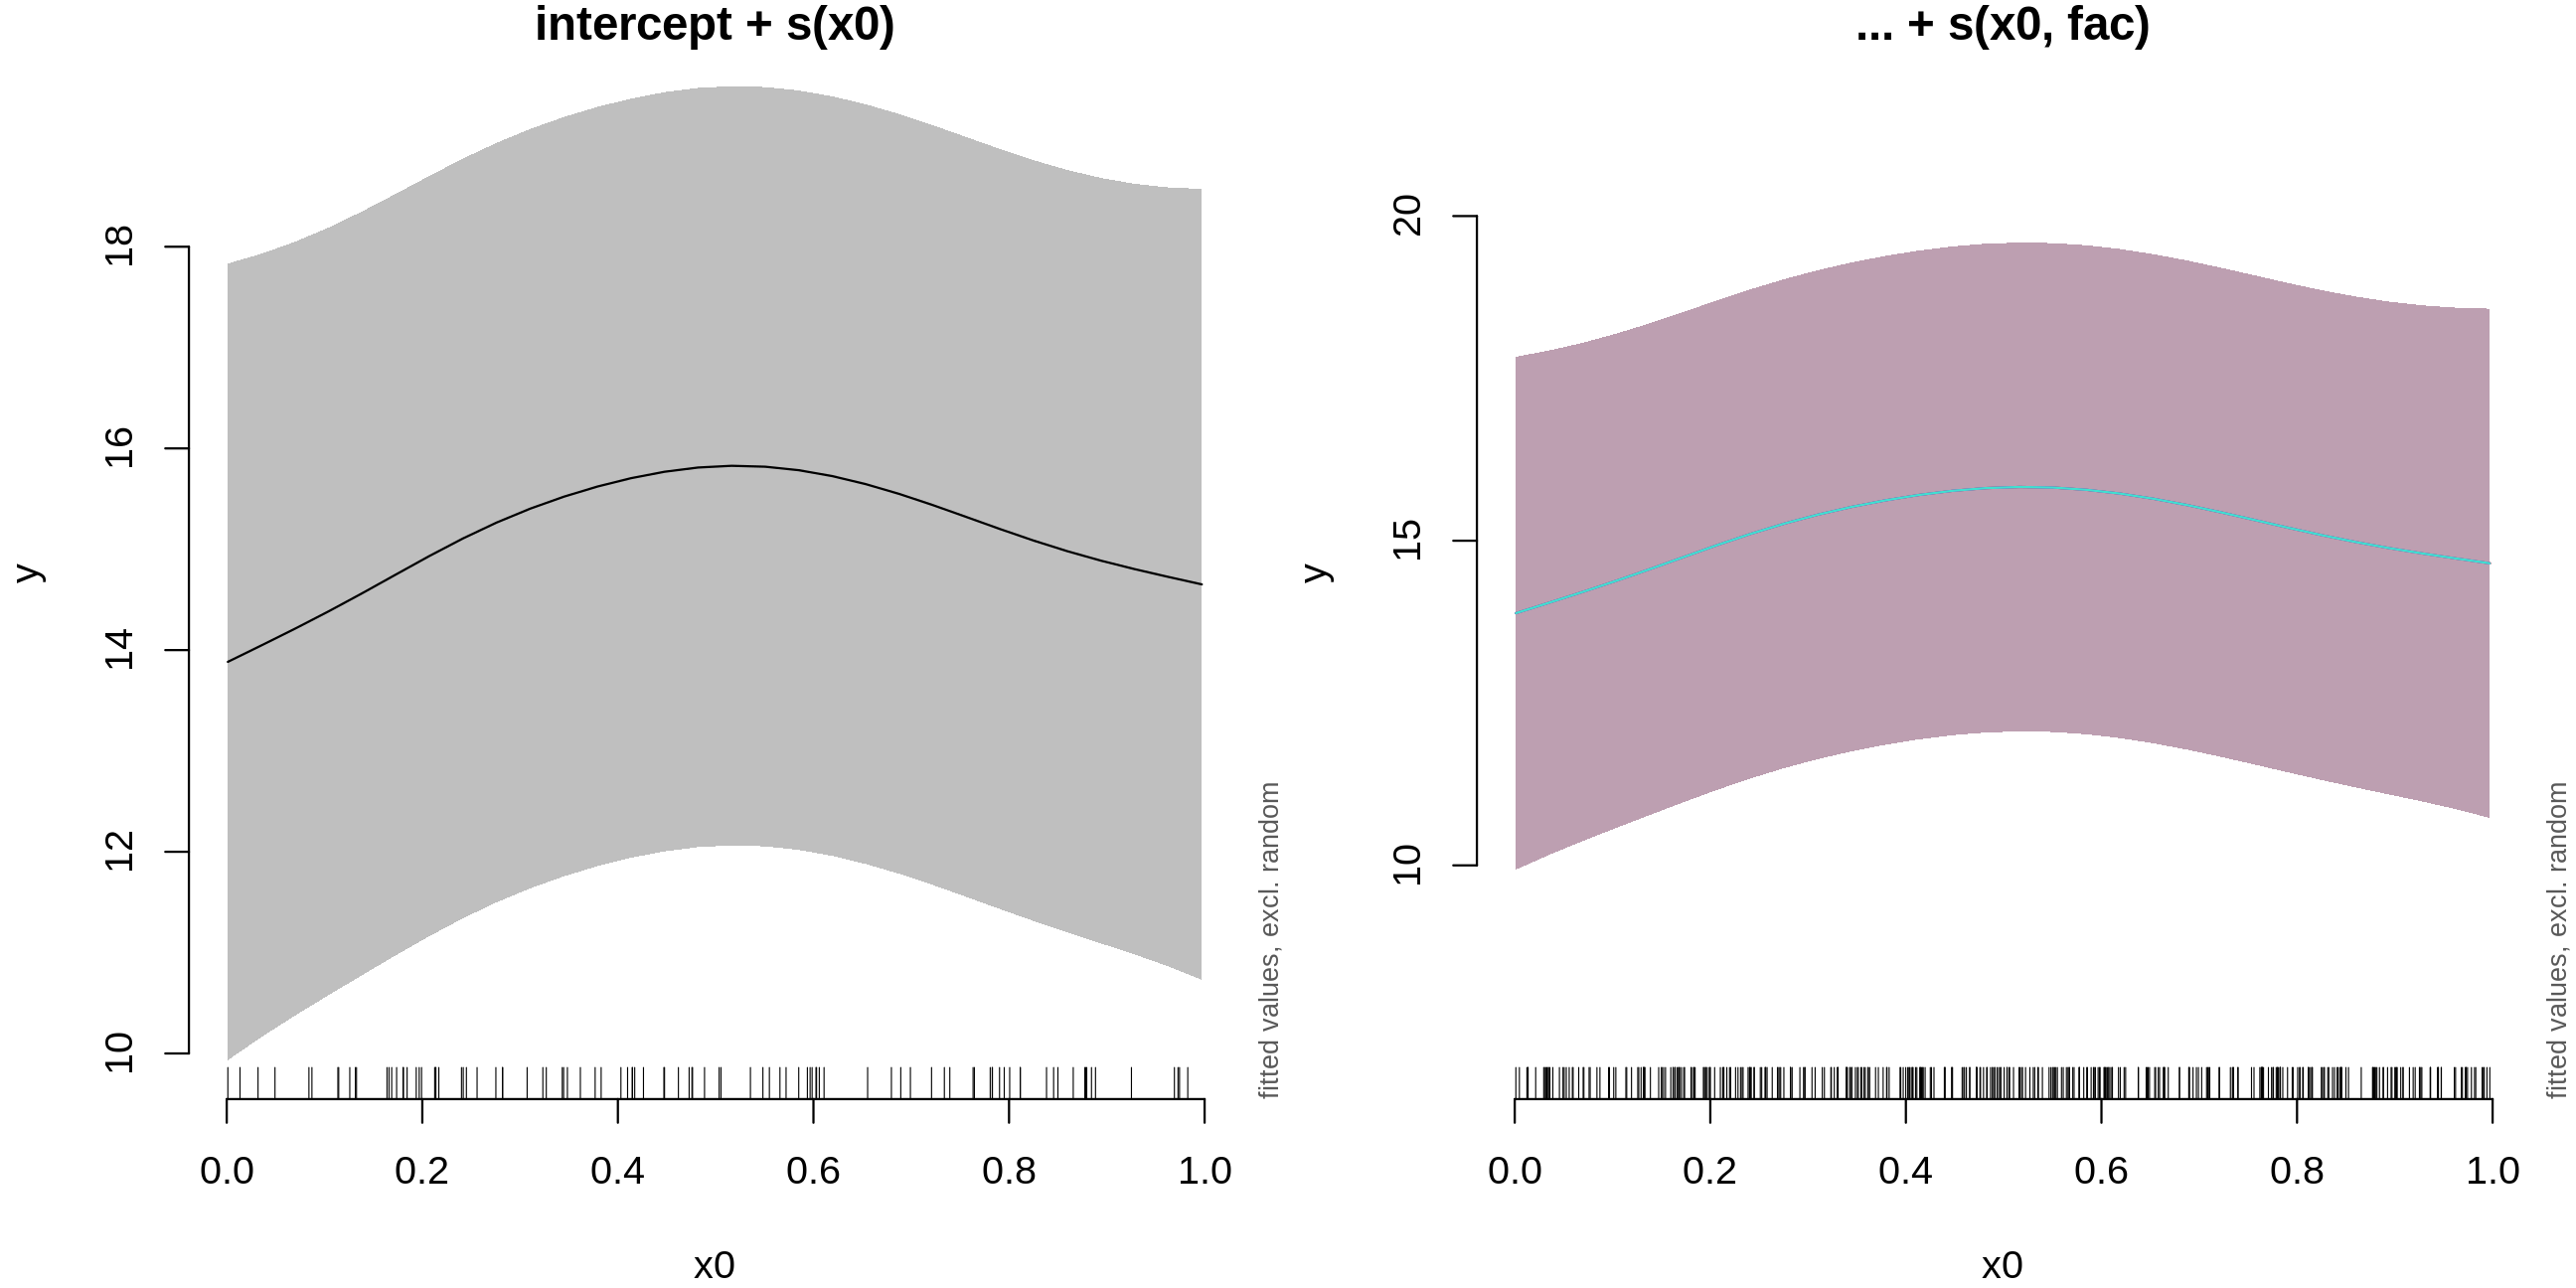 intercept + s(x0)
18
16
14
12
10
y
0.0 0.2 0.4 0.6 0.8 1.0
x0
fitted values, excl. random
... + s(x0, fac)
20
15
10
y
0.0 0.2 0.4 0.6 0.8 1.0
x0
fitted values, excl. random